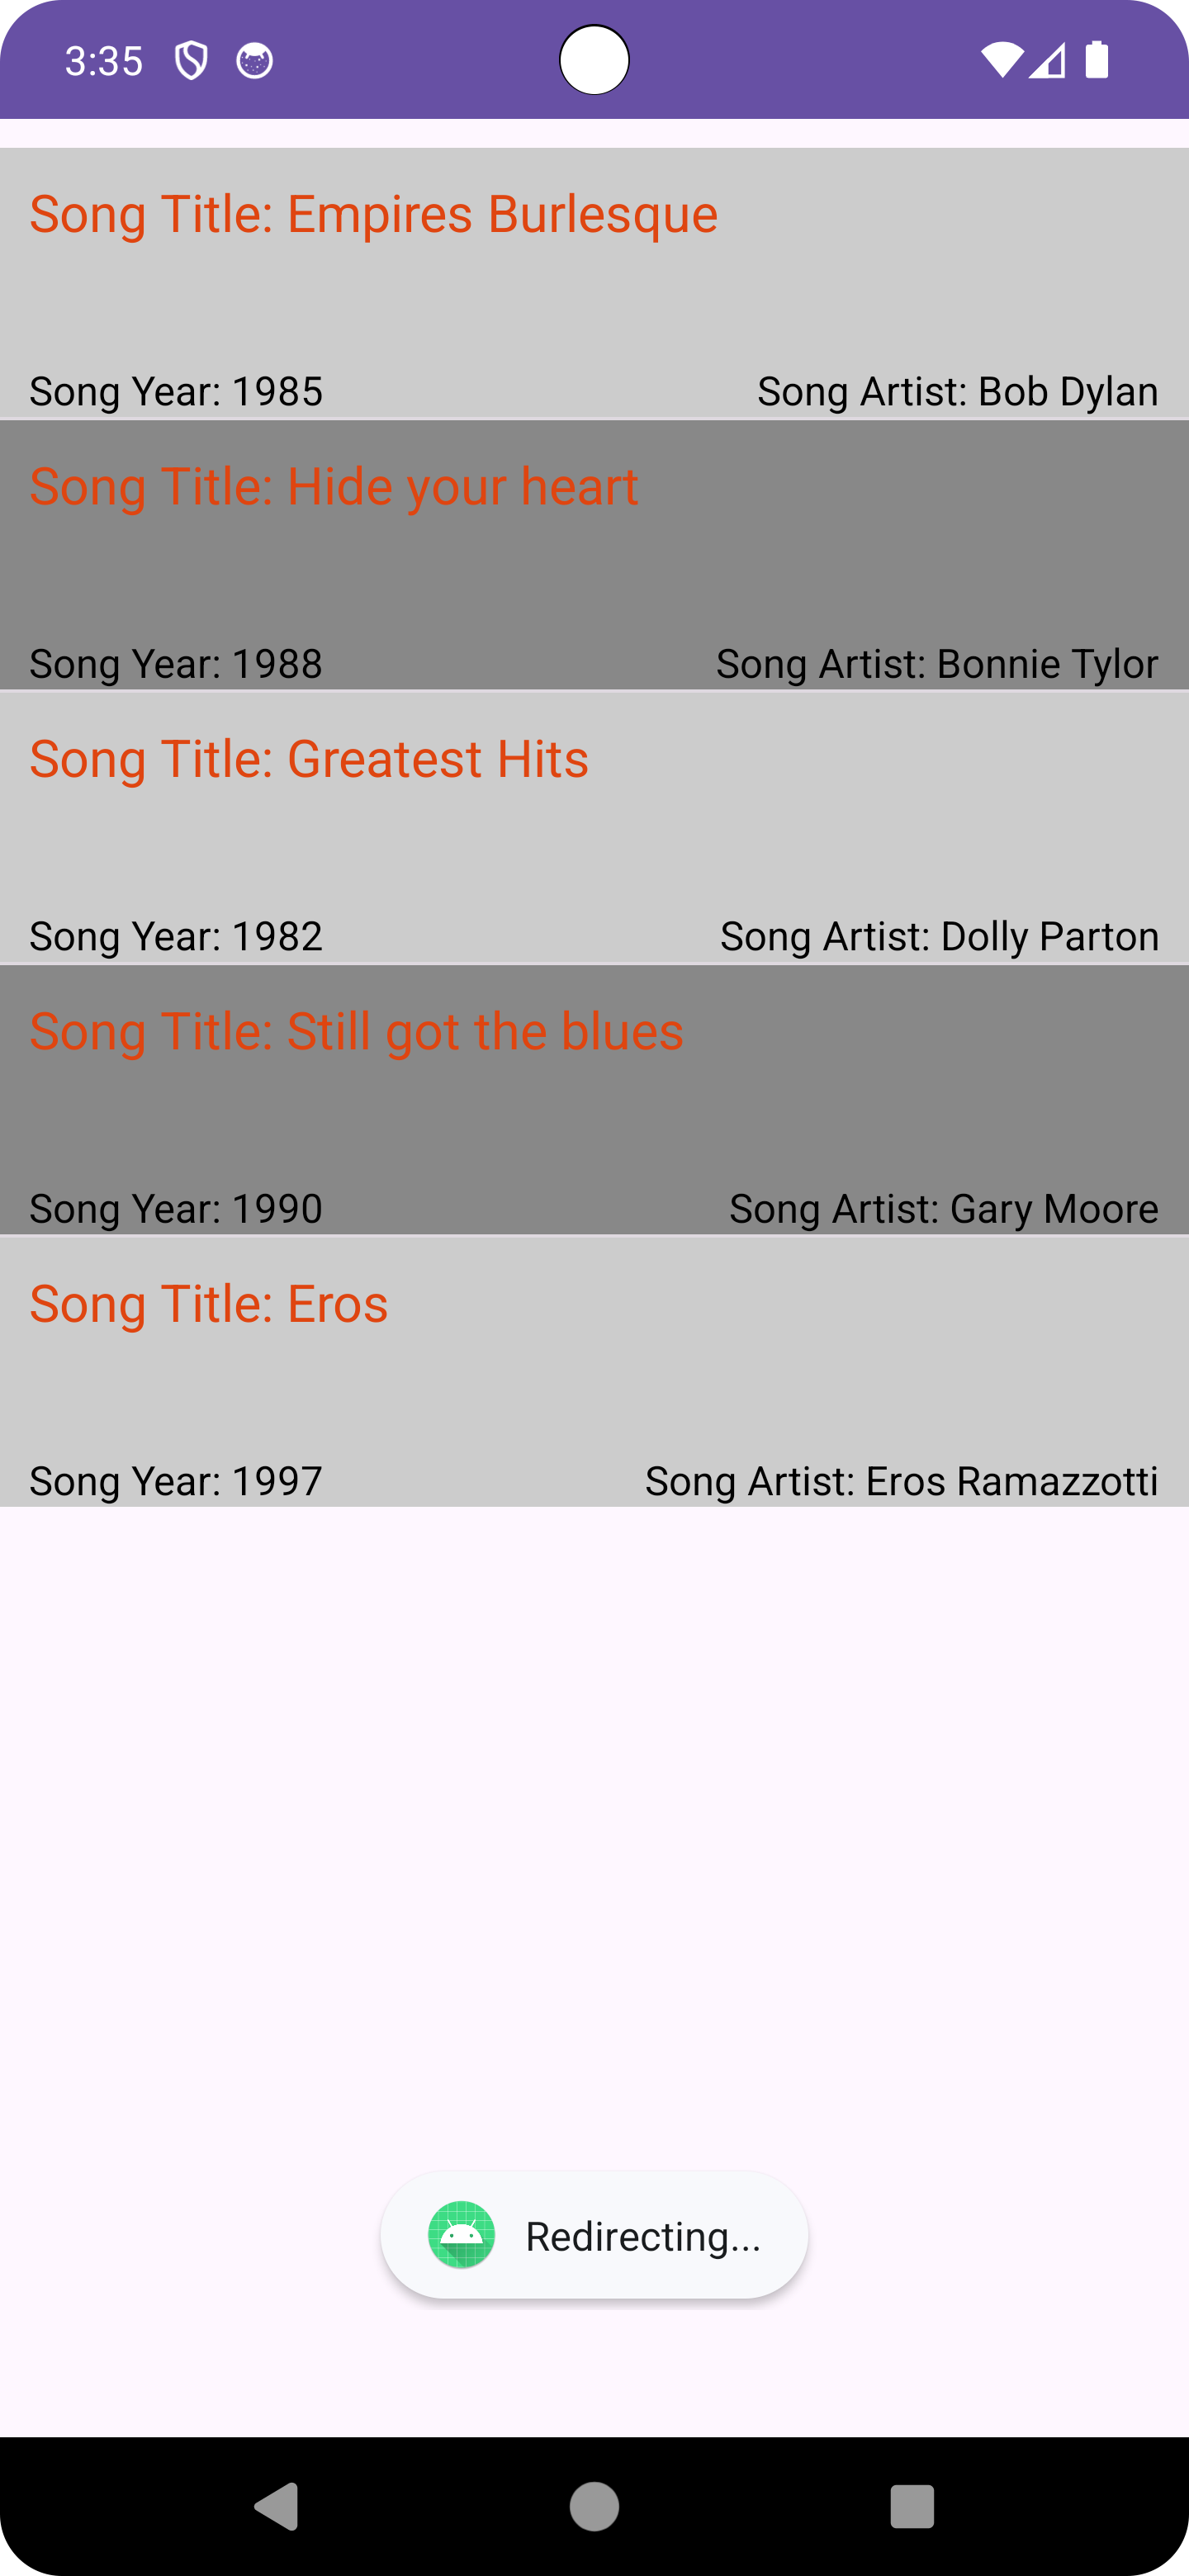 3:35
Song Title: Empires Burlesque
Song Year: 1985 Song Artist: Bob Dylan
Song Title: Hide your heart
Song Year: 1988 Song Artist: Bonnie Tylor
Song Title: Greatest Hits
Song Year: 1982 Song Artist: Dolly Parton
Song Title: Still got the blues
Song Year: 1990 Song Artist: Gary Moore
Song Title: Eros
Song Year: 1997 Song Artist: Eros Ramazzotti
Redirecting...